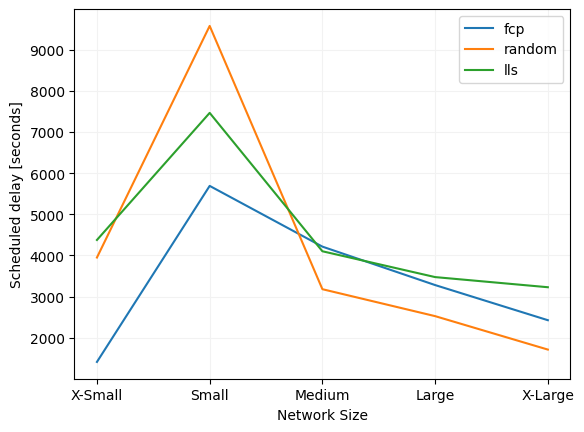 fcp
random
lls
Scheduled delay [seconds]
9000
8000
7000
6000
5000
4000
3000
2000
X-Small Small Medium Large X-Large
Network Size